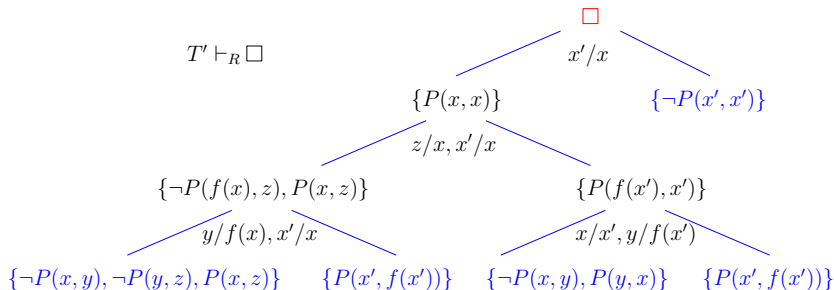 □
T′ ⊢_R □
x′/x
{P(x, x)} {¬P(x′, x′)}
z/x, x′/x
{¬P(f(x), z), P(x, z)} {P(f(x′), x′)}
y/f(x), x′/x x/x′, y/f(x′)
{¬P(x, y), ¬P(y, z), P(x, z)} {P(x′, f(x′))} {¬P(x, y), P(y, x)} {P(x′, f(x′))}